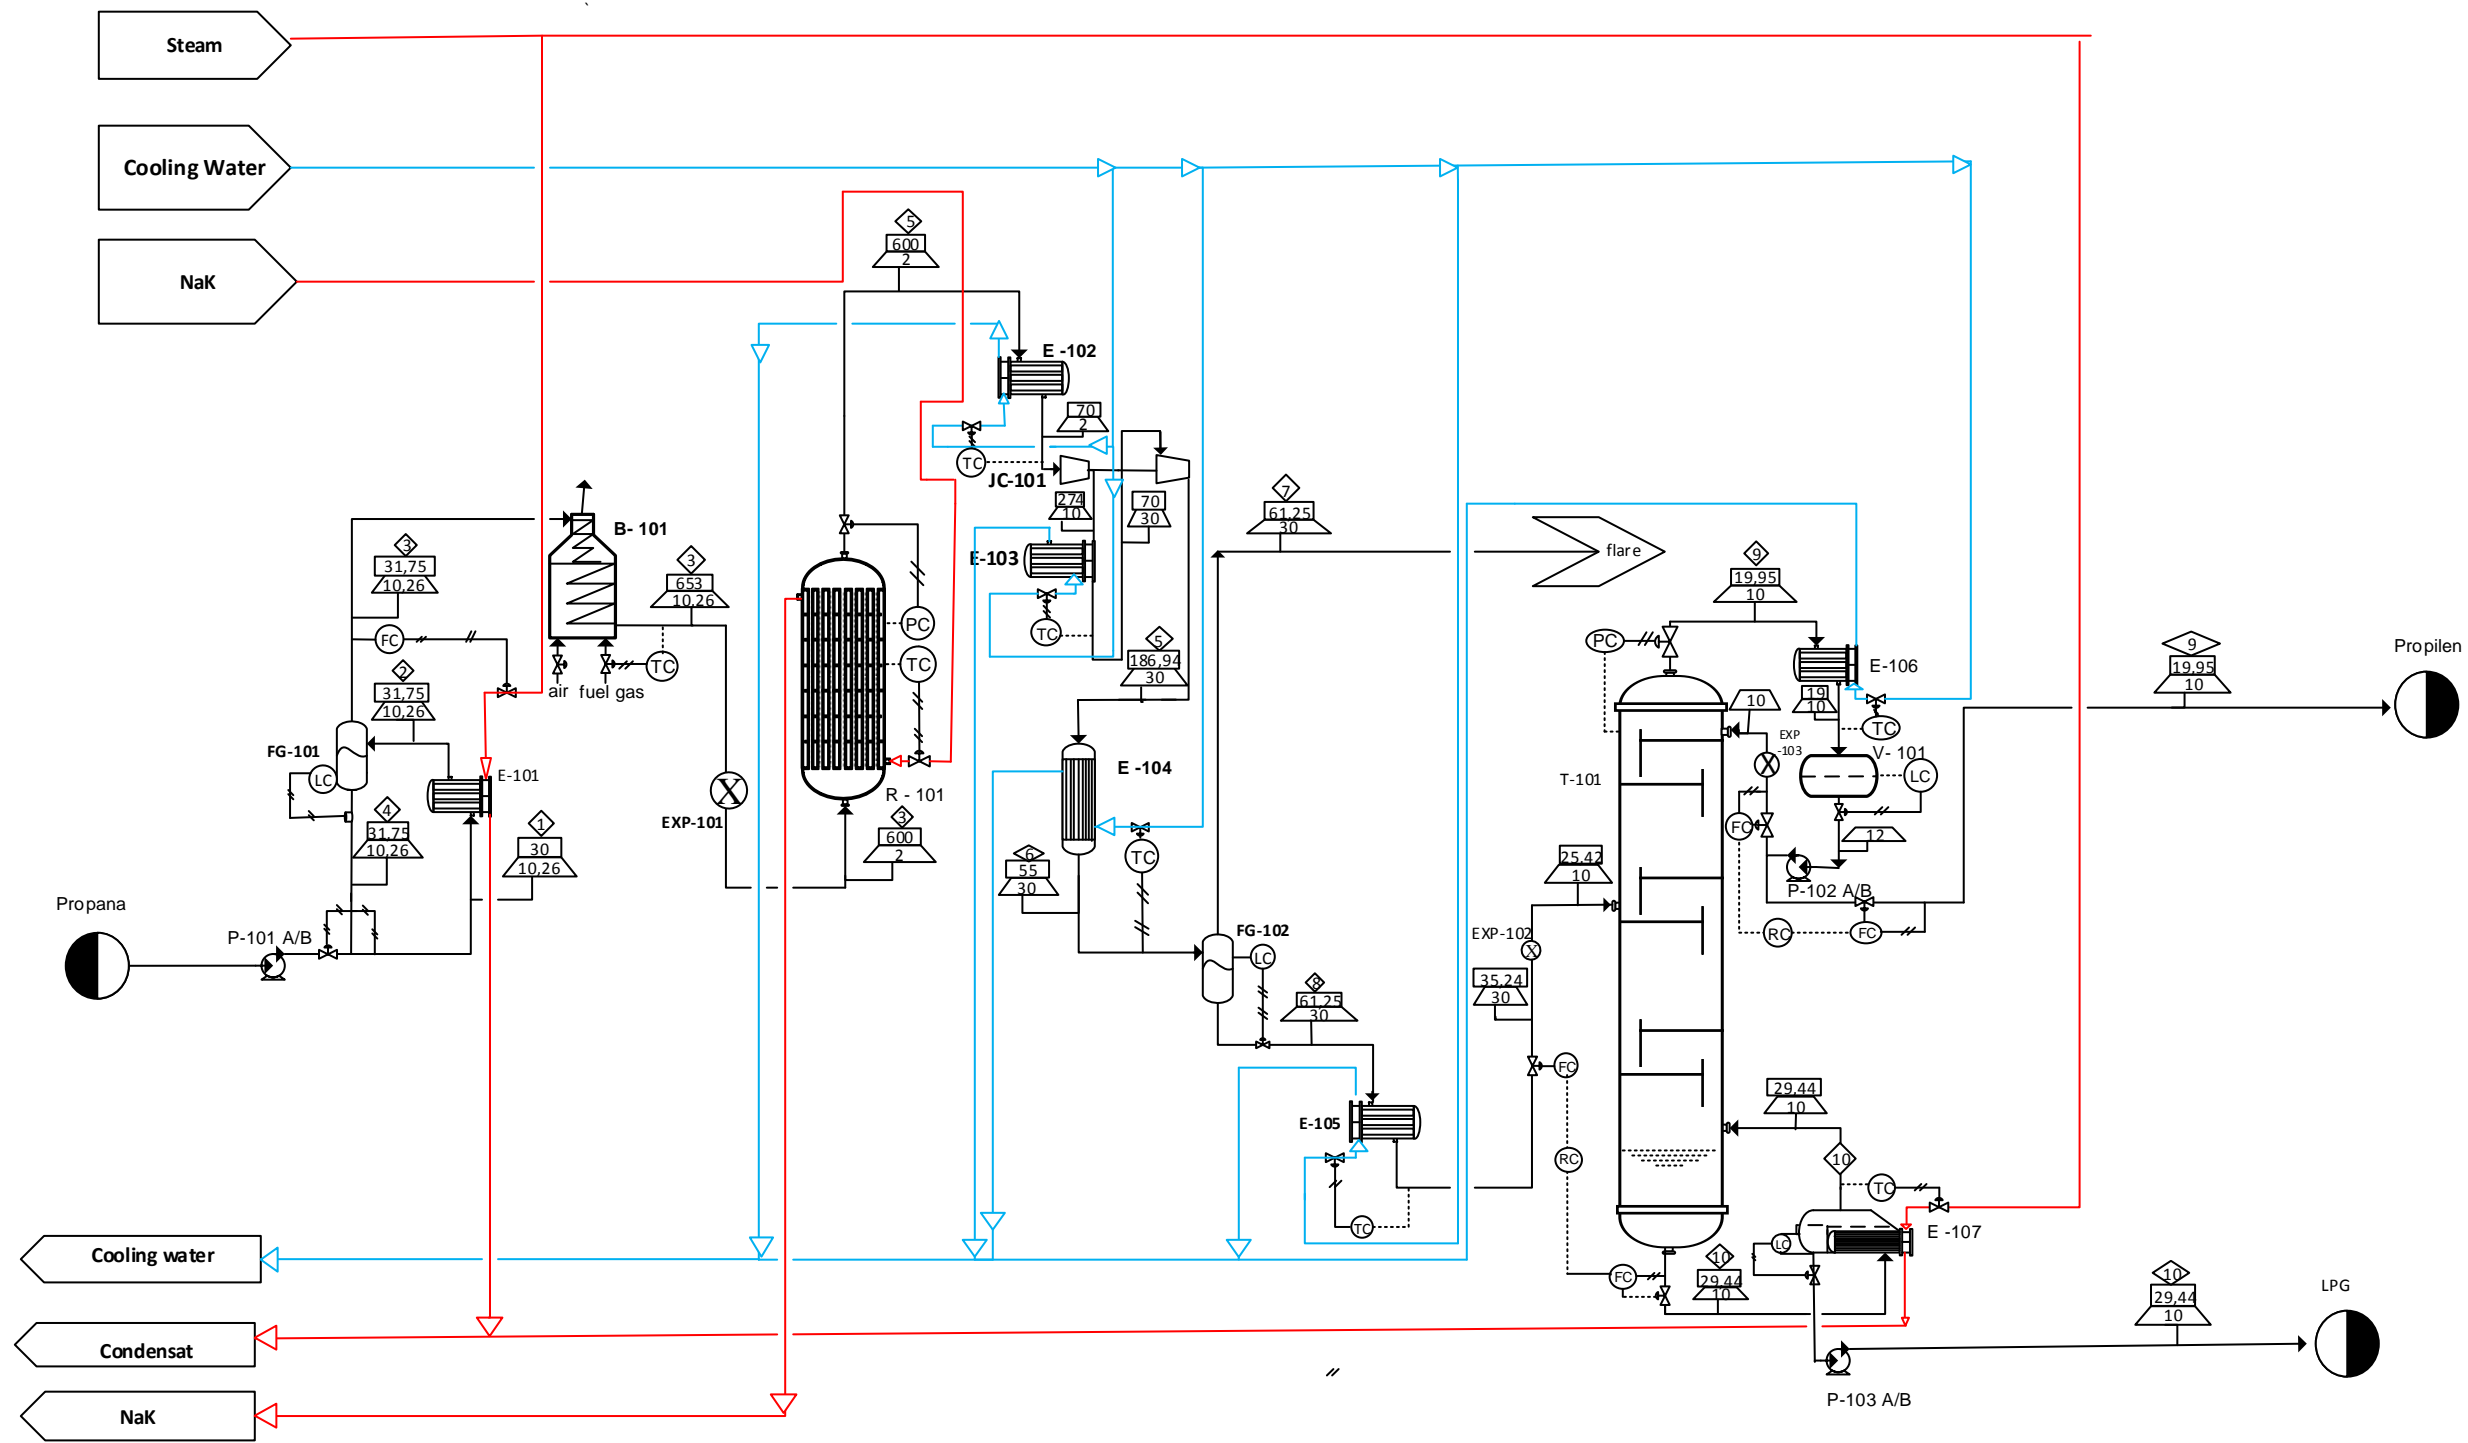 Steam
Cooling Water
NaK
5
600
2
E -102
70
2
TC
JC-101
274
10
70
30
E-103
TC
5
186,94
30
7
61,25
30
flare
9
19,95
10
PC
E-106
19
10
TC
10
EXP
-103
V- 101
LC
FC
12
P-102 A/B
RC
FC
9
19,95
10
Propilen
B- 101
3
31,75
10,26
FC
2
31,75
10,26
3
653
10,26
TC
air
fuel gas
FG-101
LC
E-101
4
31,75
10,26
1
30
10,26
Propana
P-101 A/B
X
EXP-101
PC
TC
R - 101
3
600
2
E -104
TC
6
55
30
FG-102
LC
8
61,25
30
E-105
TC
T-101
25,42
10
EXP-102
X
35,24
30
FC
RC
FC
29,44
10
10
TC
E -107
LC
10
29,44
10
10
29,44
10
LPG
P-103 A/B
Cooling water
Condensat
NaK